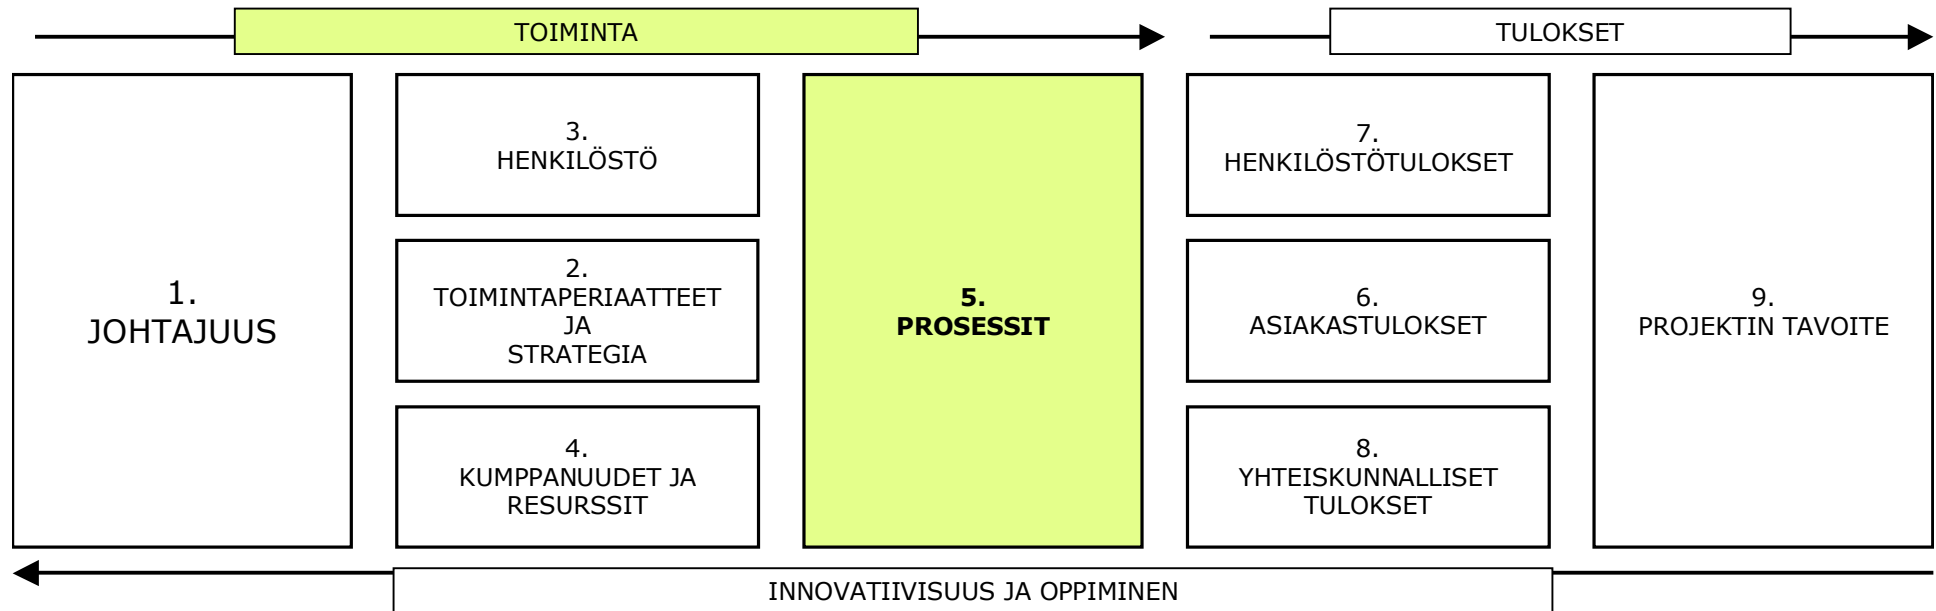 TOIMINTA
TULOKSET
1.
JOHTAJUUS
3.
HENKILÖSTÖ
2.
TOIMINTAPERIAATTEET
JA
STRATEGIA
4.
KUMPPANUUDET JA
RESURSSIT
5.
PROSESSIT
7.
HENKILÖSTÖTULOKSET
6.
ASIAKASTULOKSET
8.
YHTEISKUNNALLISET
TULOKSET
9.
PROJEKTIN TAVOITE
INNOVATIIVISUUS JA OPPIMINEN